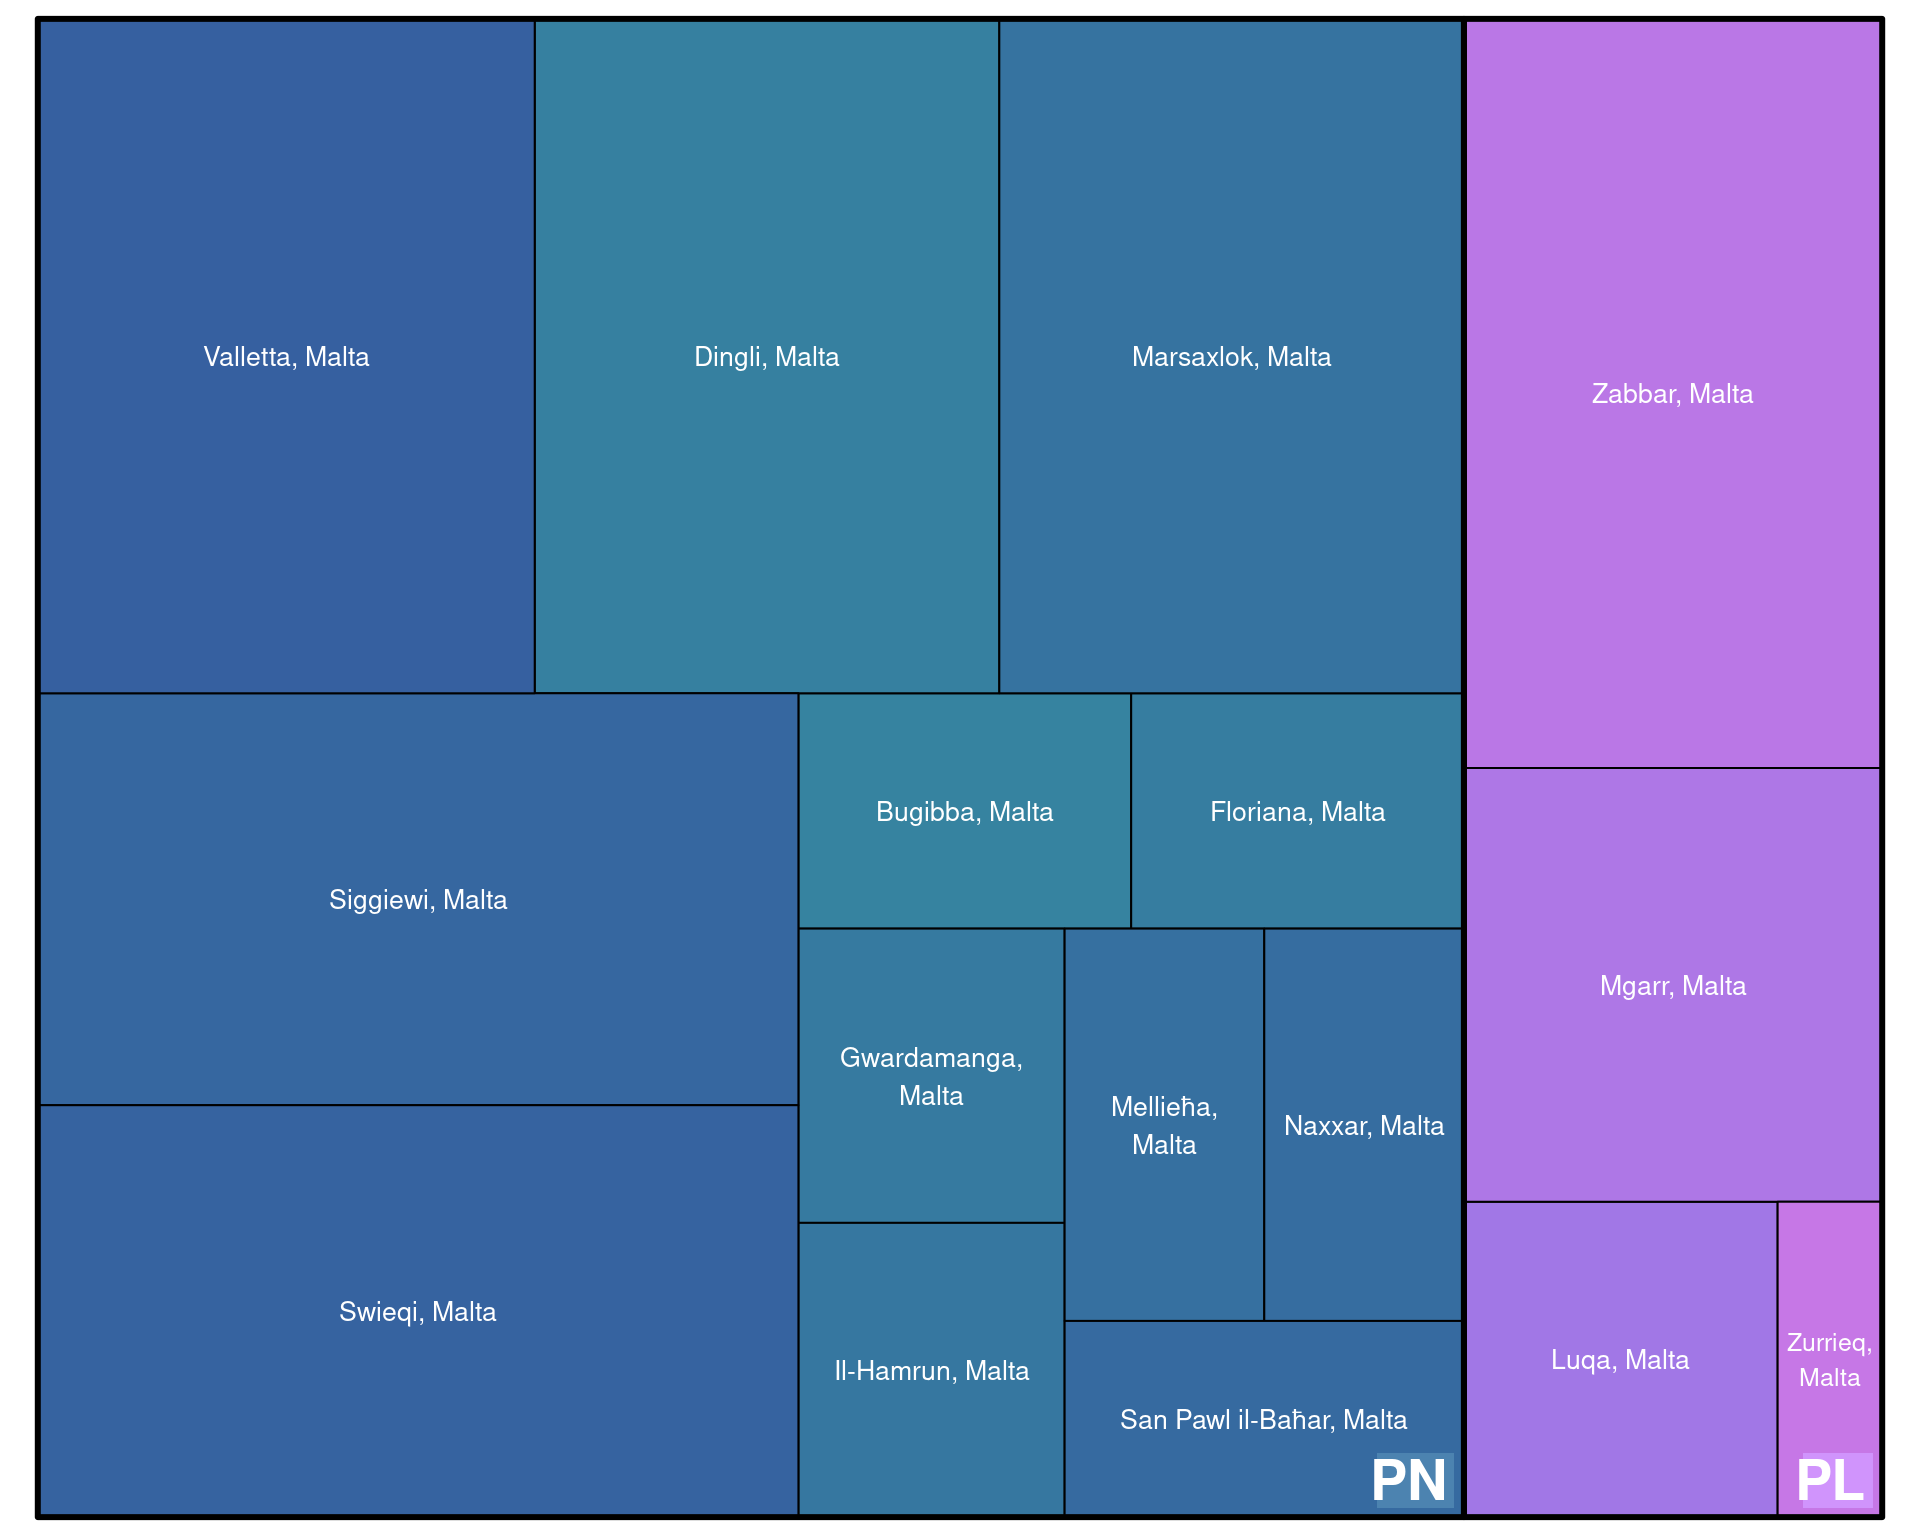 Valletta, Malta
Dingli, Malta
Marsaxlok, Malta
Zabbar, Malta
Bugibba, Malta
Floriana, Malta
Siggiewi, Malta
Mgarr, Malta
Gwardamanga,
Malta
Mellieħa,
Malta
Naxxar, Malta
Swieqi, Malta
Il-Hamrun, Malta
San Pawl il-Baħar, Malta
Luqa, Malta
Zurrieq,
Malta
PN
PL